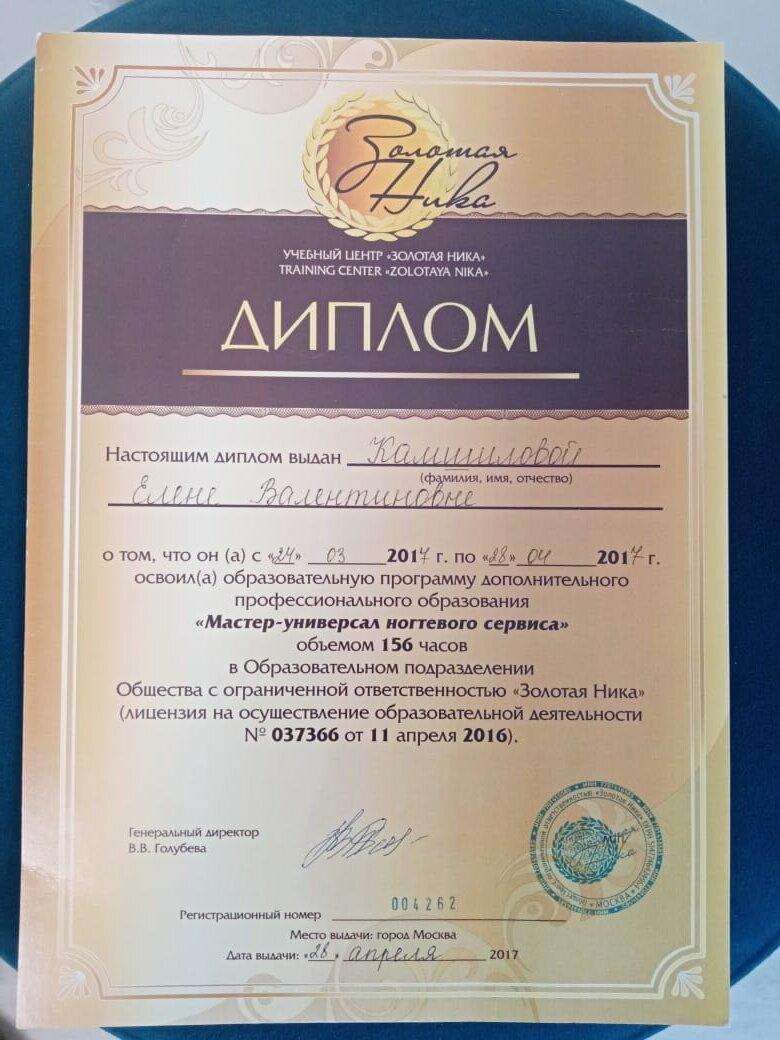 Золотая
Ника
УЧЕБНЫЙ ЦЕНТР «ЗОЛОТАЯ НИКА»
TRAINING CENTER «ZOLOTAYA NIKA»
ДИПЛОМ
Настоящим диплом выдан Камшиловой
(фамилия, имя, отчество)
Елене Валентиновне
о том, что он (а) с «24» 03 2017 г. по «28» 04 2017 г.
освоил(а) образовательную программу дополнительного
профессионального образования
«Мастер-универсал ногтевого сервиса»
объемом 156 часов
в Образовательном подразделении
Общества с ограниченной ответственностью «Золотая Ника»
(лицензия на осуществление образовательной деятельности
№ 037366 от 11 апреля 2016).
Генеральный директор
В.В. Голубева
МОСКВА
Регистрационный номер 004262
Место выдачи: город Москва
Дата выдачи: «28» апреля 2017